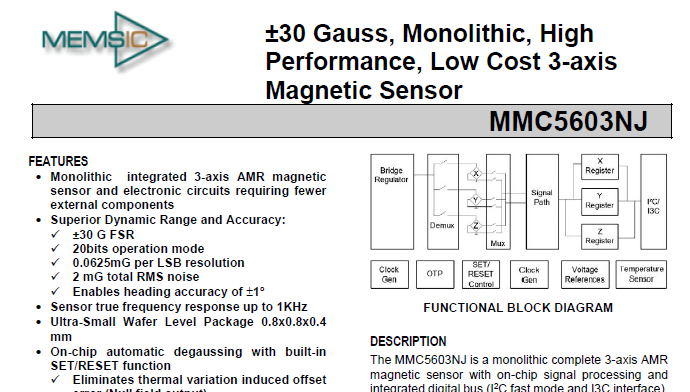 MEMSIC
±30 Gauss, Monolithic, High
Performance, Low Cost 3-axis
Magnetic Sensor
MMC5603NJ
FEATURES
• Monolithic integrated 3-axis AMR magnetic
sensor and electronic circuits requiring fewer
external components
• Superior Dynamic Range and Accuracy:
✓ ±30 G FSR
✓ 20bits operation mode
✓ 0.0625mG per LSB resolution
✓ 2 mG total RMS noise
✓ Enables heading accuracy of ±1°
• Sensor true frequency response up to 1KHz
• Ultra-Small Wafer Level Package 0.8x0.8x0.4
mm
• On-chip automatic degaussing with built-in
SET/RESET function
✓ Eliminates thermal variation induced offset
error (Null field output)
Bridge
Regulator
Demux
X
Y
Z
Mux
Signal
Path
X
Register
Y
Register
Z
Register
I²C/
I3C
Clock
Gen
OTP
SET/
RESET
Control
Clock
Gen
Voltage
References
Temperature
Sensor
FUNCTIONAL BLOCK DIAGRAM
DESCRIPTION
The MMC5603NJ is a monolithic complete 3-axis AMR
magnetic sensor with on-chip signal processing and
integrated digital bus (I²C fast mode and I3C interface)